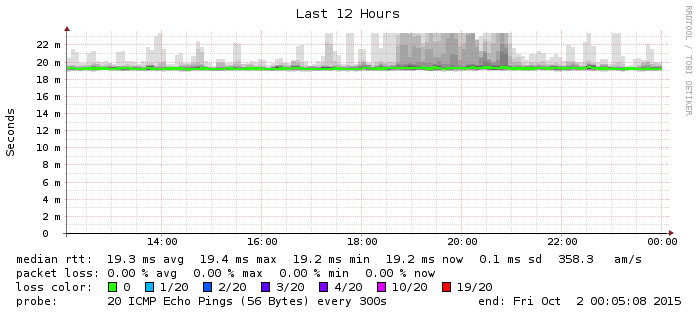 Last 12 Hours
RRDTOOL / TOBI OETIKER
Seconds
22 m
20 m
18 m
16 m
14 m
12 m
10 m
8 m
6 m
4 m
2 m
0
14:00 16:00 18:00 20:00 22:00 00:00
median rtt: 19.3 ms avg 19.4 ms max 19.2 ms min 19.2 ms now 0.1 ms sd 358.3 am/s
packet loss: 0.00 % avg 0.00 % max 0.00 % min 0.00 % now
loss color: 0 1/20 2/20 3/20 4/20 10/20 19/20
probe: 20 ICMP Echo Pings (56 Bytes) every 300s end: Fri Oct 2 00:05:08 2015